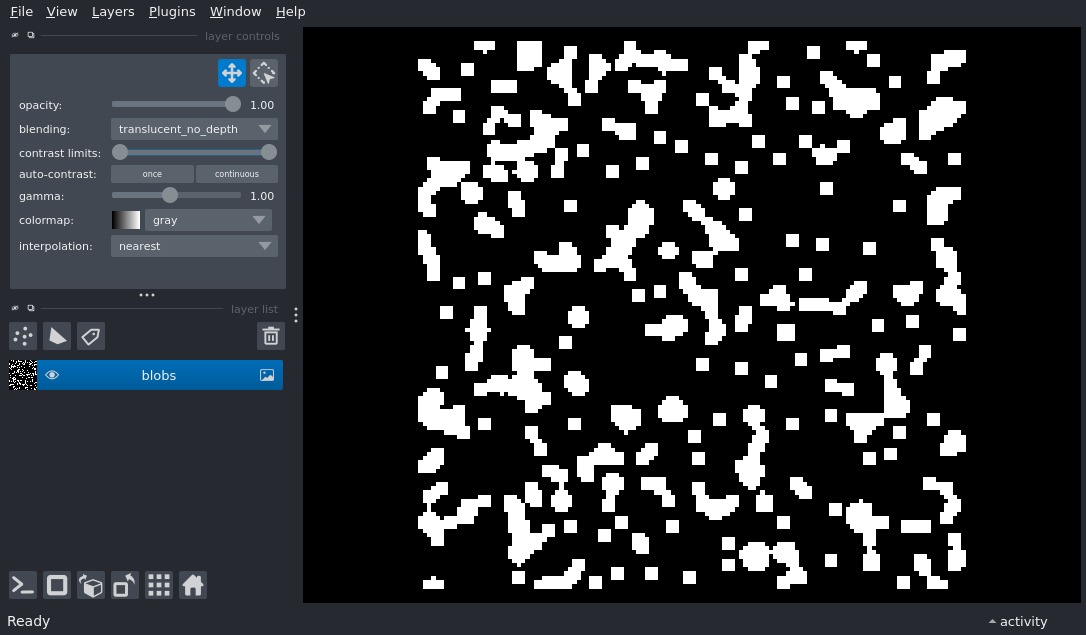 File View Layers Plugins Window Help
layer controls
opacity: 1.00
blending: translucent_no_depth
contrast limits:
auto-contrast: once continuous
gamma: 1.00
colormap: gray
interpolation: nearest
layer list
blobs
Ready
activity